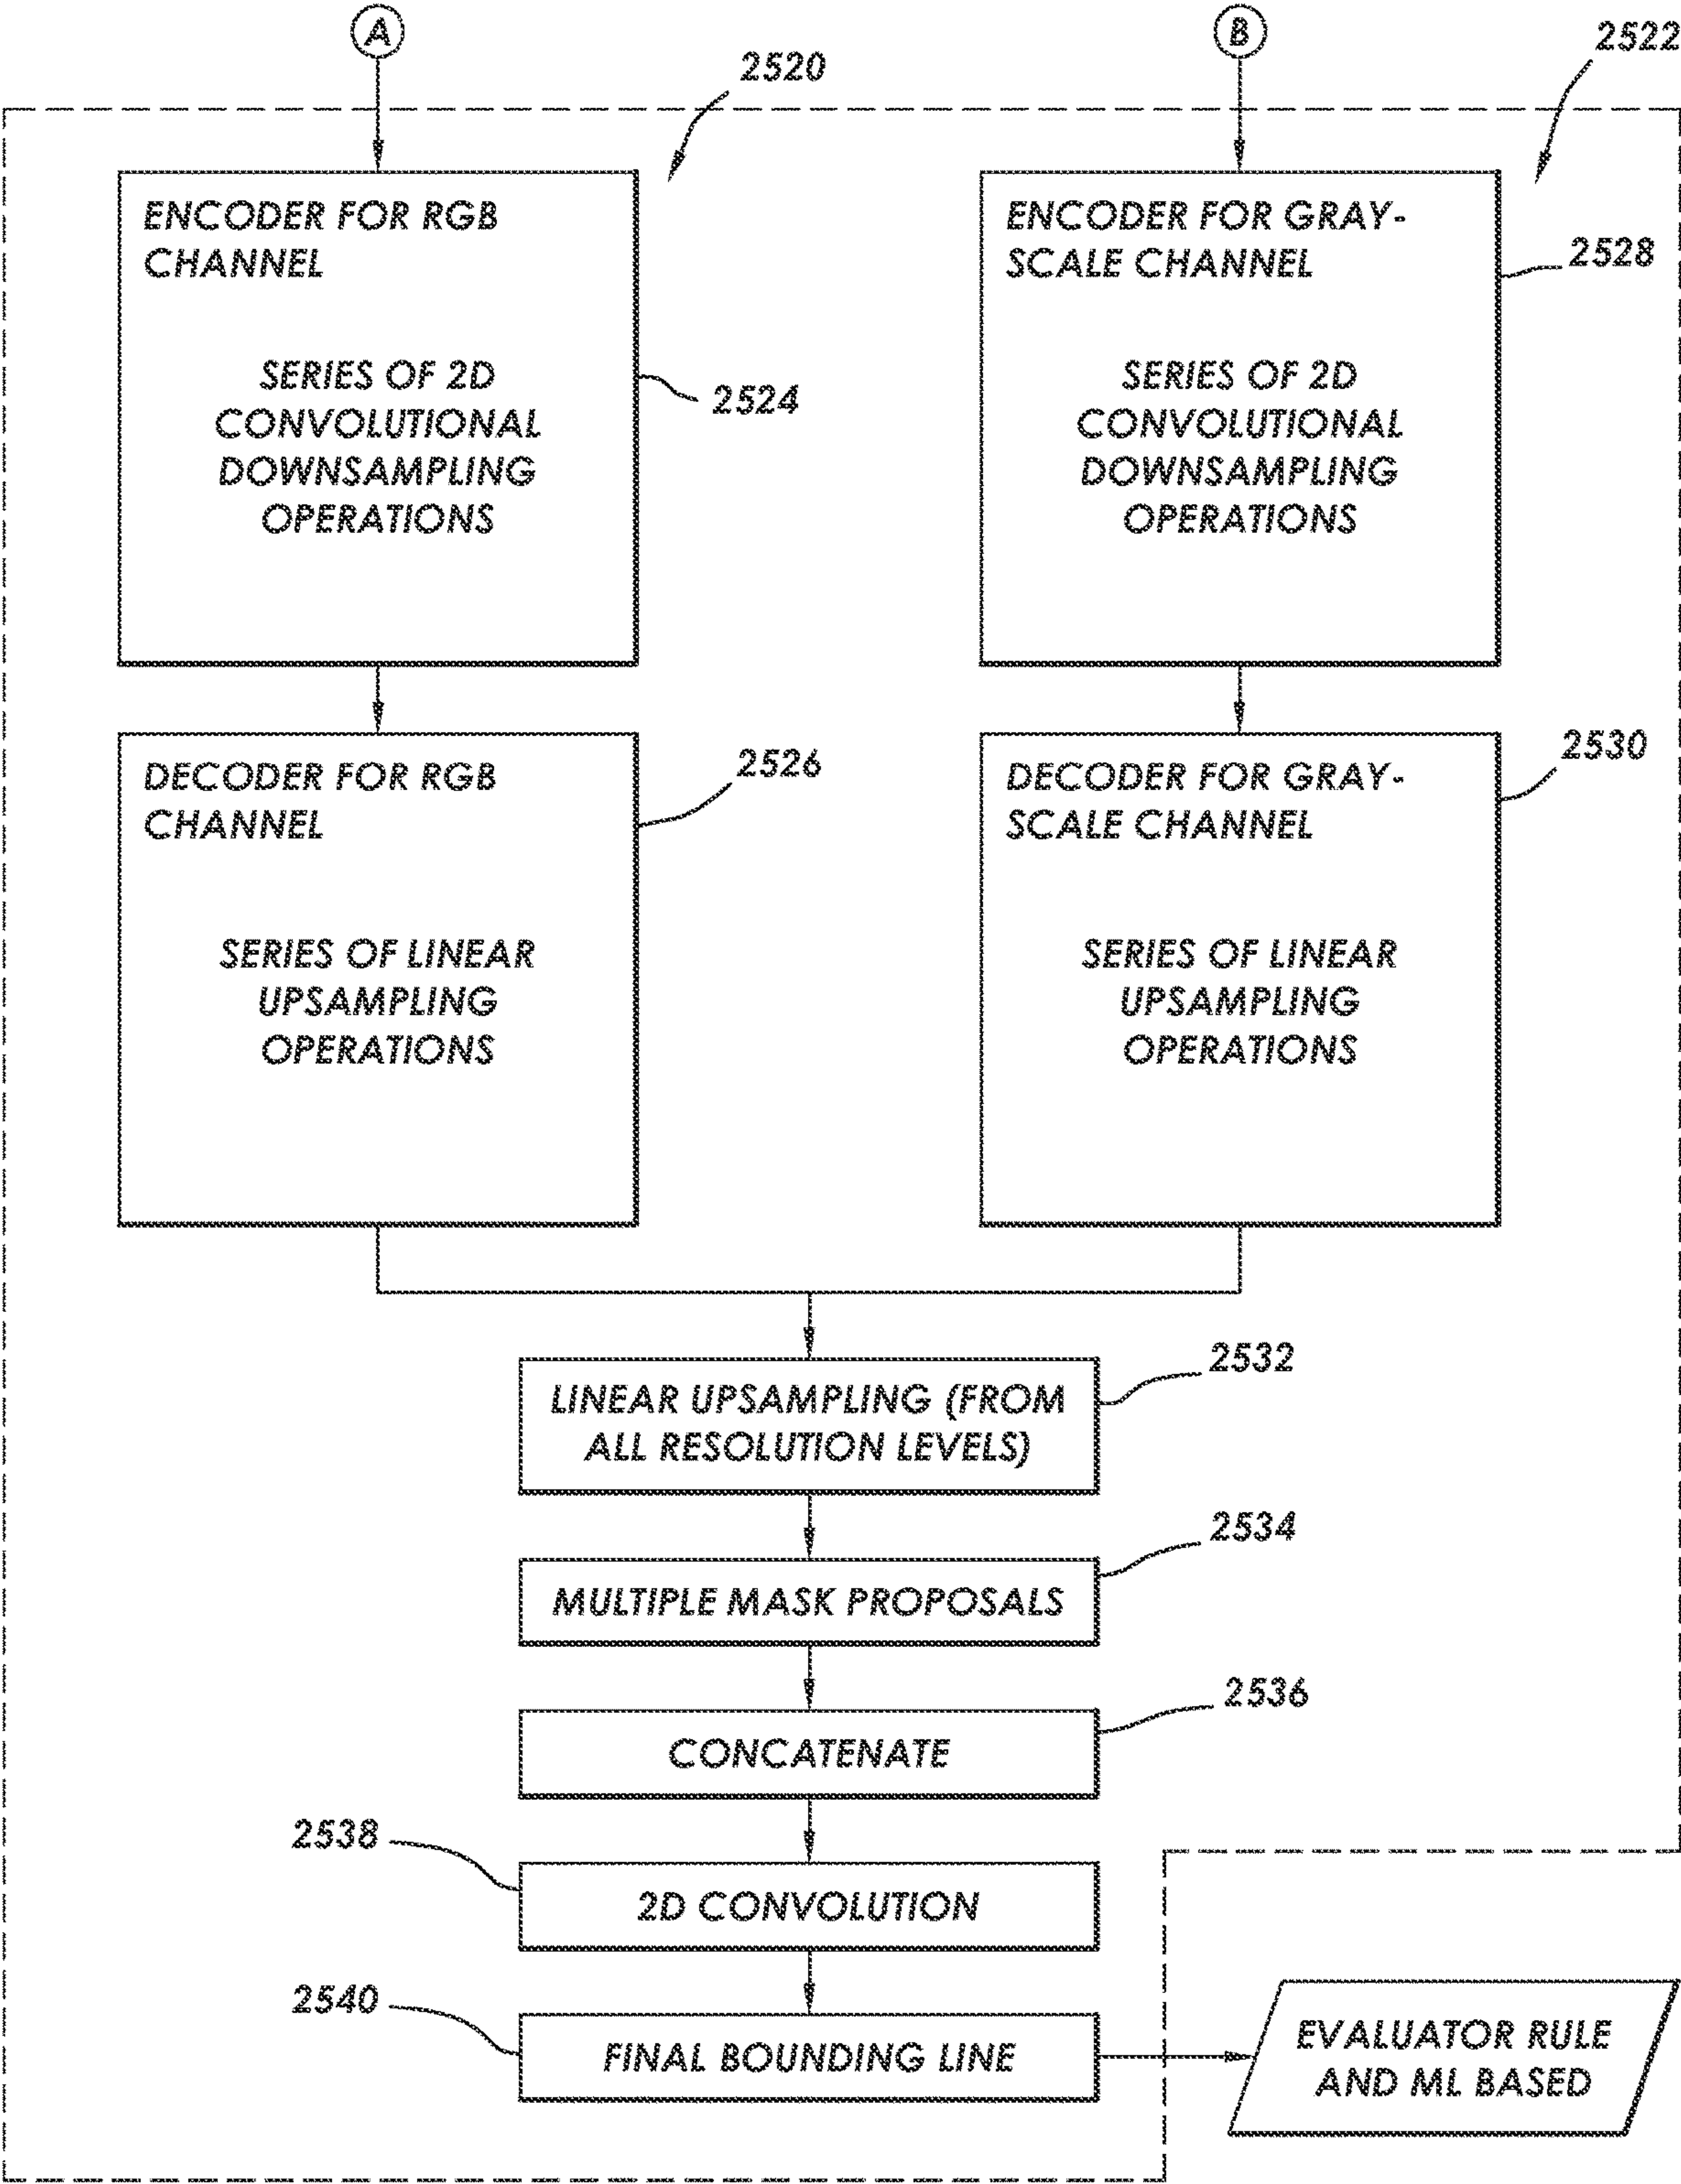 A
B
2520
2522
ENCODER FOR RGB
CHANNEL
SERIES OF 2D
CONVOLUTIONAL
DOWNSAMPLING
OPERATIONS
2524
ENCODER FOR GRAY-
SCALE CHANNEL
SERIES OF 2D
CONVOLUTIONAL
DOWNSAMPLING
OPERATIONS
2528
DECODER FOR RGB
CHANNEL
SERIES OF LINEAR
UPSAMPLING
OPERATIONS
2526
DECODER FOR GRAY-
SCALE CHANNEL
SERIES OF LINEAR
UPSAMPLING
OPERATIONS
2530
LINEAR UPSAMPLING (FROM
ALL RESOLUTION LEVELS)
2532
MULTIPLE MASK PROPOSALS
2534
CONCATENATE
2536
2538
2D CONVOLUTION
2540
FINAL BOUNDING LINE
EVALUATOR RULE
AND ML BASED